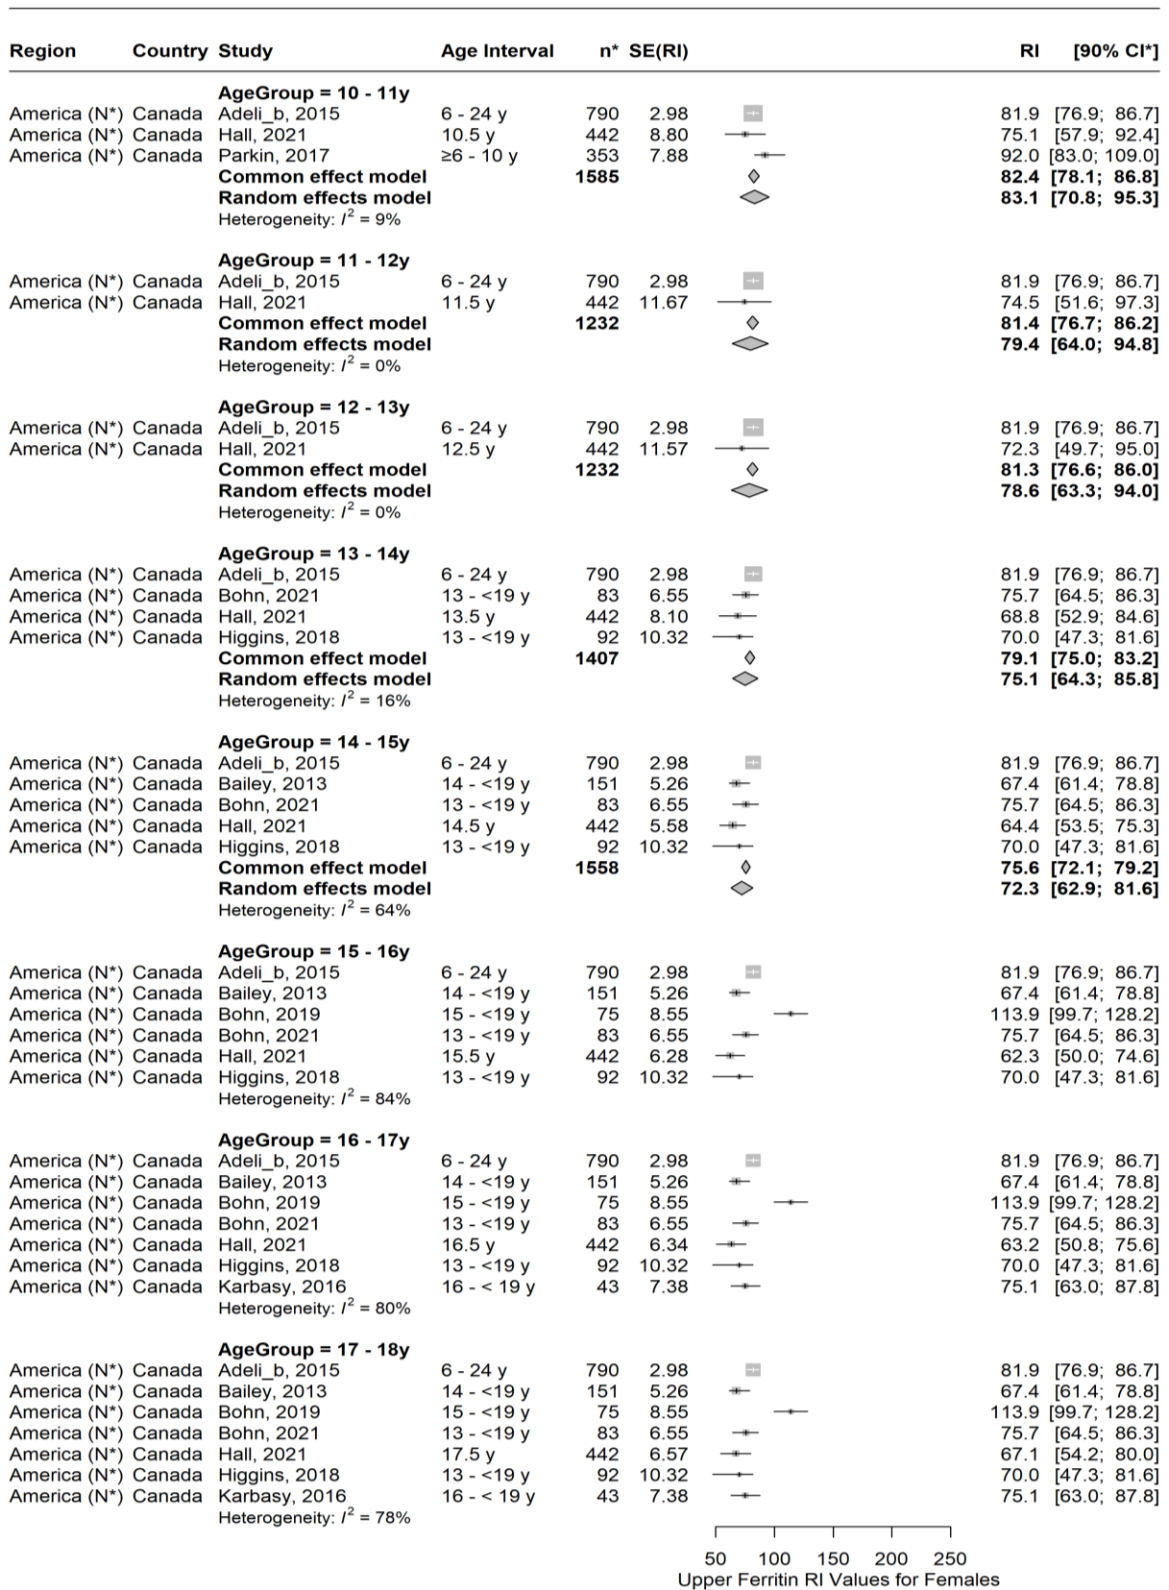 Region Country Study Age Interval n* SE(RI) RI [90% CI*]
AgeGroup = 10 - 11y
America (N*) Canada Adeli_b, 2015 6 - 24 y 790 2.98 81.9 [76.9; 86.7]
America (N*) Canada Hall, 2021 10.5 y 442 8.80 75.1 [57.9; 92.4]
America (N*) Canada Parkin, 2017 ≥6 - 10 y 353 7.88 92.0 [83.0; 109.0]
Common effect model 1585 82.4 [78.1; 86.8]
Random effects model 83.1 [70.8; 95.3]
Heterogeneity: I² = 9%
AgeGroup = 11 - 12y
America (N*) Canada Adeli_b, 2015 6 - 24 y 790 2.98 81.9 [76.9; 86.7]
America (N*) Canada Hall, 2021 11.5 y 442 11.67 74.5 [51.6; 97.3]
Common effect model 1232 81.4 [76.7; 86.2]
Random effects model 79.4 [64.0; 94.8]
Heterogeneity: I² = 0%
AgeGroup = 12 - 13y
America (N*) Canada Adeli_b, 2015 6 - 24 y 790 2.98 81.9 [76.9; 86.7]
America (N*) Canada Hall, 2021 12.5 y 442 11.57 72.3 [49.7; 95.0]
Common effect model 1232 81.3 [76.6; 86.0]
Random effects model 78.6 [63.3; 94.0]
Heterogeneity: I² = 0%
AgeGroup = 13 - 14y
America (N*) Canada Adeli_b, 2015 6 - 24 y 790 2.98 81.9 [76.9; 86.7]
America (N*) Canada Bohn, 2021 13 - <19 y 83 6.55 75.7 [64.5; 86.3]
America (N*) Canada Hall, 2021 13.5 y 442 8.10 68.8 [52.9; 84.6]
America (N*) Canada Higgins, 2018 13 - <19 y 92 10.32 70.0 [47.3; 81.6]
Common effect model 1407 79.1 [75.0; 83.2]
Random effects model 75.1 [64.3; 85.8]
Heterogeneity: I² = 16%
AgeGroup = 14 - 15y
America (N*) Canada Adeli_b, 2015 6 - 24 y 790 2.98 81.9 [76.9; 86.7]
America (N*) Canada Bailey, 2013 14 - <19 y 151 5.26 67.4 [61.4; 78.8]
America (N*) Canada Bohn, 2021 13 - <19 y 83 6.55 75.7 [64.5; 86.3]
America (N*) Canada Hall, 2021 14.5 y 442 5.58 64.4 [53.5; 75.3]
America (N*) Canada Higgins, 2018 13 - <19 y 92 10.32 70.0 [47.3; 81.6]
Common effect model 1558 75.6 [72.1; 79.2]
Random effects model 72.3 [62.9; 81.6]
Heterogeneity: I² = 64%
AgeGroup = 15 - 16y
America (N*) Canada Adeli_b, 2015 6 - 24 y 790 2.98 81.9 [76.9; 86.7]
America (N*) Canada Bailey, 2013 14 - <19 y 151 5.26 67.4 [61.4; 78.8]
America (N*) Canada Bohn, 2019 15 - <19 y 75 8.55 113.9 [99.7; 128.2]
America (N*) Canada Bohn, 2021 13 - <19 y 83 6.55 75.7 [64.5; 86.3]
America (N*) Canada Hall, 2021 15.5 y 442 6.28 62.3 [50.0; 74.6]
America (N*) Canada Higgins, 2018 13 - <19 y 92 10.32 70.0 [47.3; 81.6]
Heterogeneity: I² = 84%
AgeGroup = 16 - 17y
America (N*) Canada Adeli_b, 2015 6 - 24 y 790 2.98 81.9 [76.9; 86.7]
America (N*) Canada Bailey, 2013 14 - <19 y 151 5.26 67.4 [61.4; 78.8]
America (N*) Canada Bohn, 2019 15 - <19 y 75 8.55 113.9 [99.7; 128.2]
America (N*) Canada Bohn, 2021 13 - <19 y 83 6.55 75.7 [64.5; 86.3]
America (N*) Canada Hall, 2021 16.5 y 442 6.34 63.2 [50.8; 75.6]
America (N*) Canada Higgins, 2018 13 - <19 y 92 10.32 70.0 [47.3; 81.6]
America (N*) Canada Karbasy, 2016 16 - < 19 y 43 7.38 75.1 [63.0; 87.8]
Heterogeneity: I² = 80%
AgeGroup = 17 - 18y
America (N*) Canada Adeli_b, 2015 6 - 24 y 790 2.98 81.9 [76.9; 86.7]
America (N*) Canada Bailey, 2013 14 - <19 y 151 5.26 67.4 [61.4; 78.8]
America (N*) Canada Bohn, 2019 15 - <19 y 75 8.55 113.9 [99.7; 128.2]
America (N*) Canada Bohn, 2021 13 - <19 y 83 6.55 75.7 [64.5; 86.3]
America (N*) Canada Hall, 2021 17.5 y 442 6.57 67.1 [54.2; 80.0]
America (N*) Canada Higgins, 2018 13 - <19 y 92 10.32 70.0 [47.3; 81.6]
America (N*) Canada Karbasy, 2016 16 - < 19 y 43 7.38 75.1 [63.0; 87.8]
Heterogeneity: I² = 78%
50 100 150 200 250
Upper Ferritin RI Values for Females